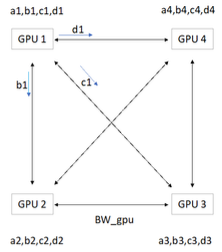 a1,b1,c1,d1
a4,b4,c4,d4
d1
GPU 1
GPU 4
b1
c1
GPU 2
GPU 3
BW_gpu
a2,b2,c2,d2
a3,b3,c3,d3